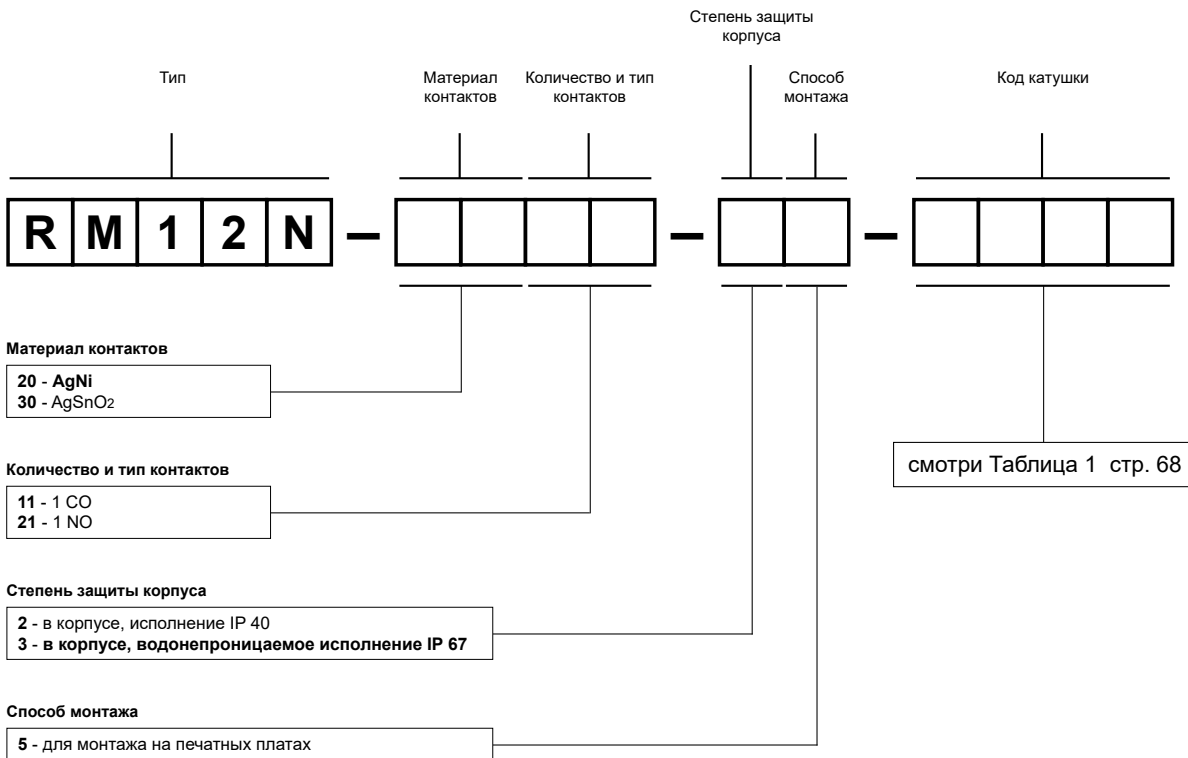 Степень защиты
корпуса
Тип
Материал
контактов
Количество и тип
контактов
Способ
монтажа
Код катушки
RM12N – –  –
Материал контактов
20 - AgNi
30 - AgSnO2
Количество и тип контактов
11 - 1 CO
21 - 1 NO
смотри Таблица 1 стр. 68
Степень защиты корпуса
2 - в корпусе, исполнение IP 40
3 - в корпусе, водонепроницаемое исполнение IP 67
Способ монтажа
5 - для монтажа на печатных платах